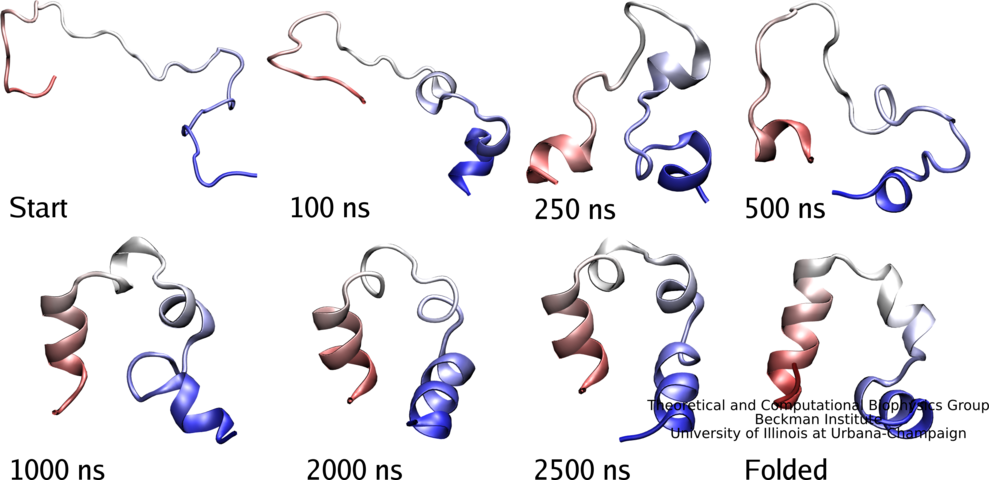 Start
100 ns
250 ns
500 ns
1000 ns
2000 ns
2500 ns
Folded
Theoretical and Computational Biophysics Group
Beckman Institute
University of Illinois at Urbana-Champaign